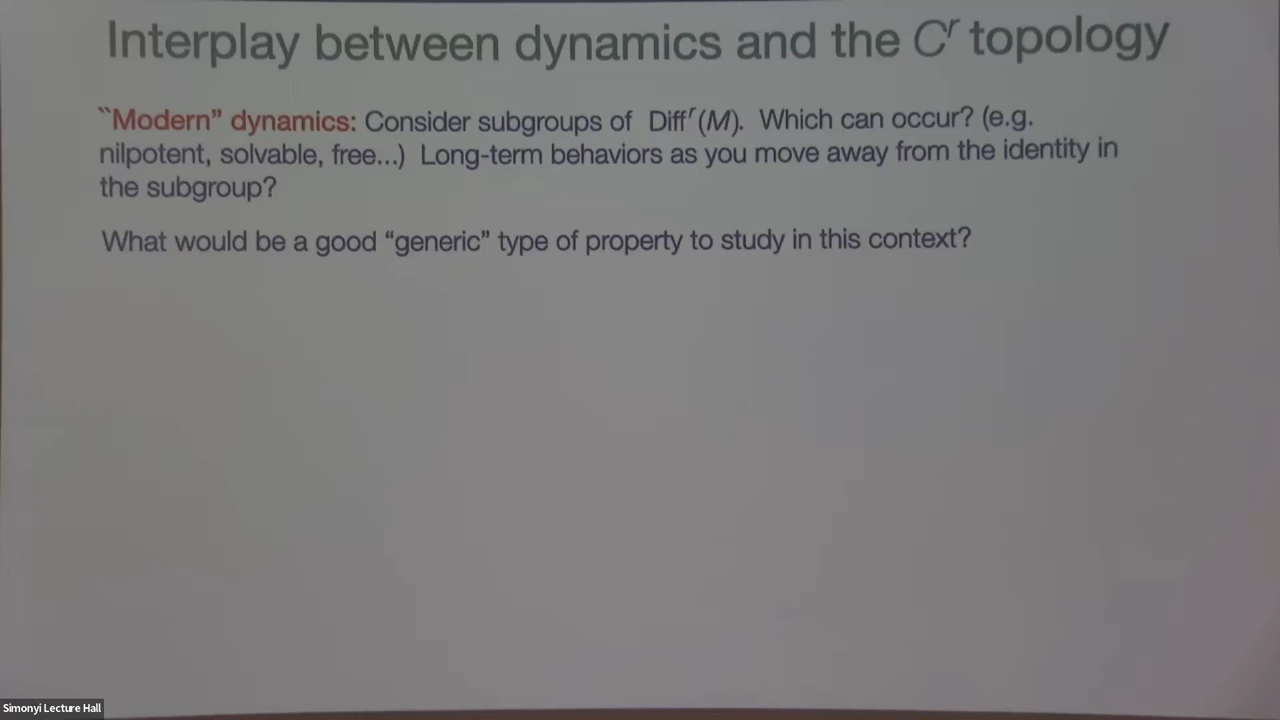 Interplay between dynamics and the Cʳ topology
``Modern” dynamics: Consider subgroups of Diffʳ(M). Which can occur? (e.g.
nilpotent, solvable, free...) Long-term behaviors as you move away from the identity in
the subgroup?
What would be a good “generic” type of property to study in this context?
Simonyi Lecture Hall